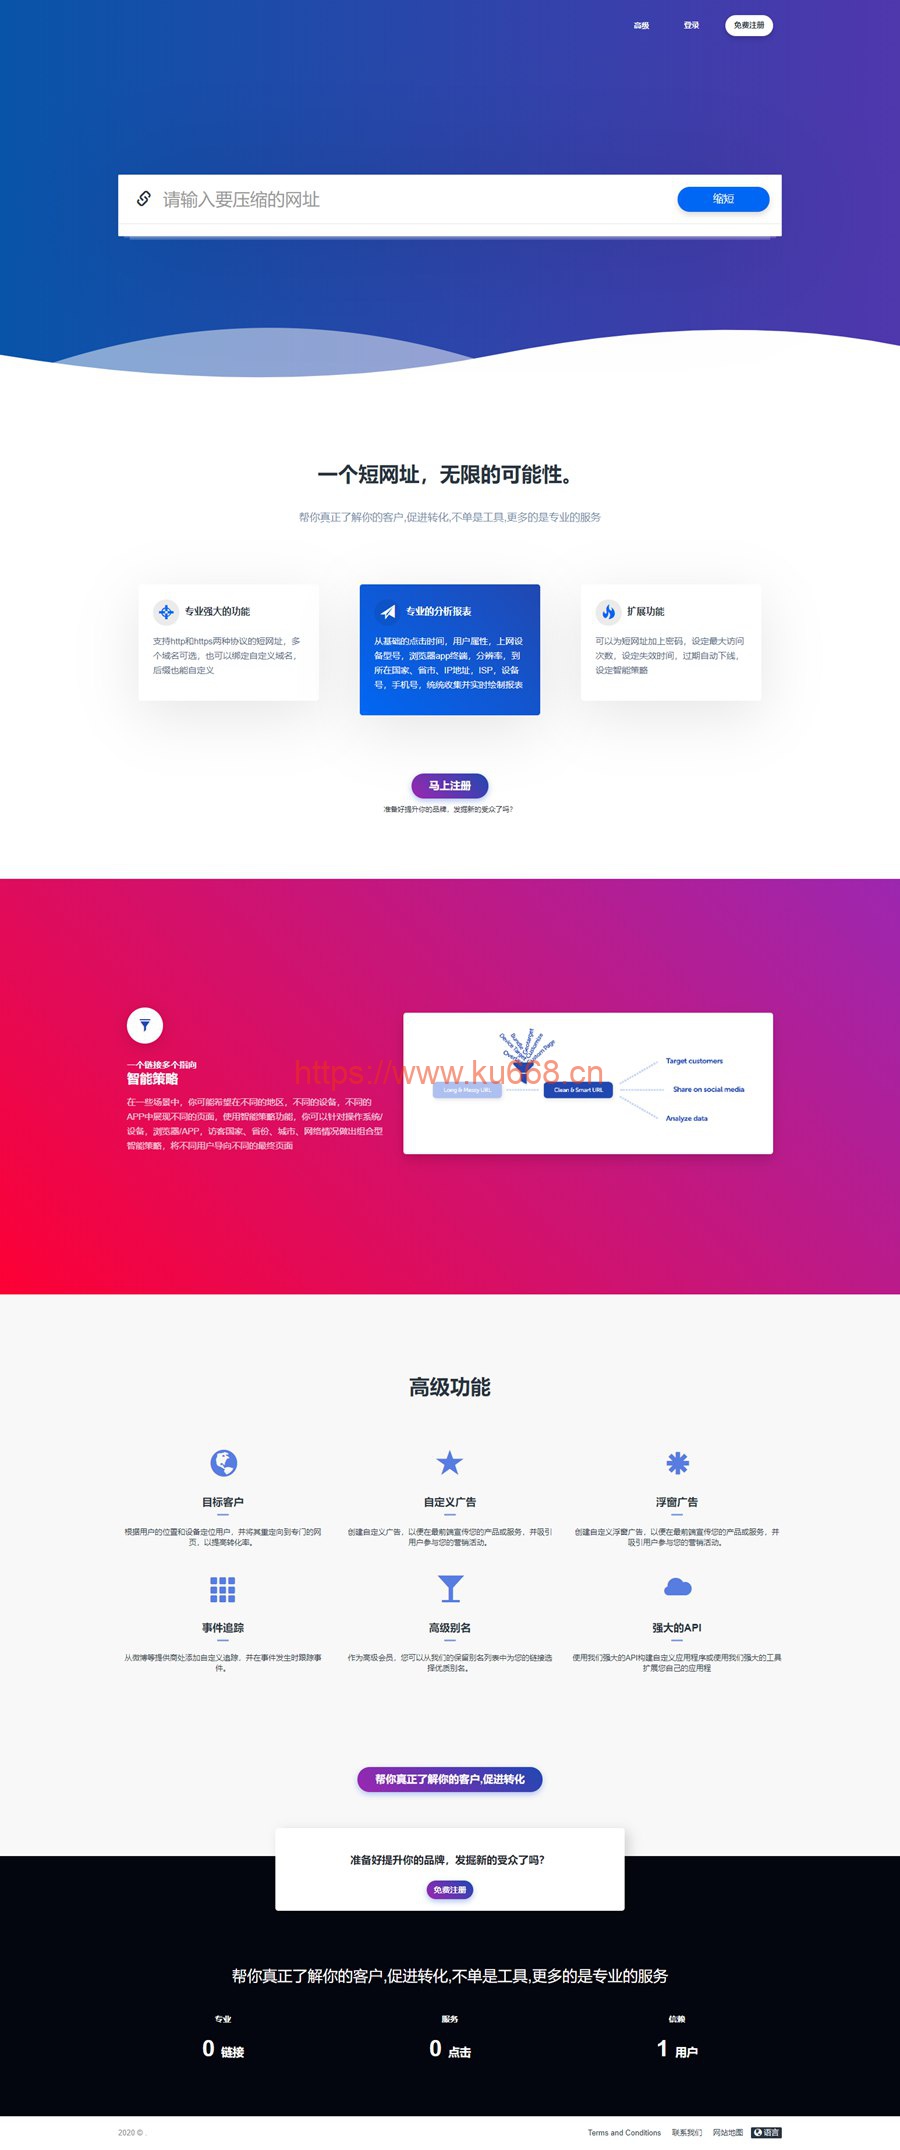 高级 登录 免费注册
请输入要压缩的网址 缩短
一个短网址，无限的可能性。
帮你真正了解你的客户,促进转化,不单是工具,更多的是专业的服务
专业强大的功能
支持http和https两种协议的短网址，多
个域名可选，也可以绑定自定义域名，
后缀也能自定义
专业的分析报表
从基础的点击时间，用户属性，上网设
备型号，浏览器app终端，分辨率，到
所在国家、省市、IP地址，ISP，设备
号，手机号，统统收集并实时绘制报表
扩展功能
可以为短网址加上密码，设定最大访问
次数，设定失效时间，过期自动下线，
设定智能策略
马上注册
准备好提升你的品牌，发掘新的受众了吗？
一个链接多个指向
智能策略
在一些场景中，你可能希望在不同的地区，不同的设备，不同的
APP中展现不同的页面，使用智能策略功能，你可以针对操作系统/
设备，浏览器/APP，访客国家、省份、城市、网络情况做出组合型
智能策略，将不同用户导向不同的最终页面
https://www.ku668.cn
Long & Messy URL
Clean & Smart URL
Target customers
Share on social media
Analyze data
高级功能
目标客户
根据用户的位置和设备定位用户，并将其重定向到专门的网
页，以提高转化率。
自定义广告
创建自定义广告，以便在最前端宣传您的产品或服务，并吸引
用户参与您的营销活动。
浮窗广告
创建自定义浮窗广告，以便在最前端宣传您的产品或服务，并
吸引用户参与您的营销活动。
事件追踪
从微博等提供商处添加自定义追踪，并在事件发生时跟踪事
件。
高级别名
作为高级会员，您可以从我们的保留别名列表中为您的链接选
择优质别名。
强大的API
使用我们强大的API构建自定义应用程序或使用我们强大的工具
扩展您自己的应用程
帮你真正了解你的客户,促进转化
准备好提升你的品牌，发掘新的受众了吗？
免费注册
帮你真正了解你的客户,促进转化,不单是工具,更多的是专业的服务
专业 服务 信赖
0 链接 0 点击 1 用户
2020 © .
Terms and Conditions 联系我们 网站地图 语言